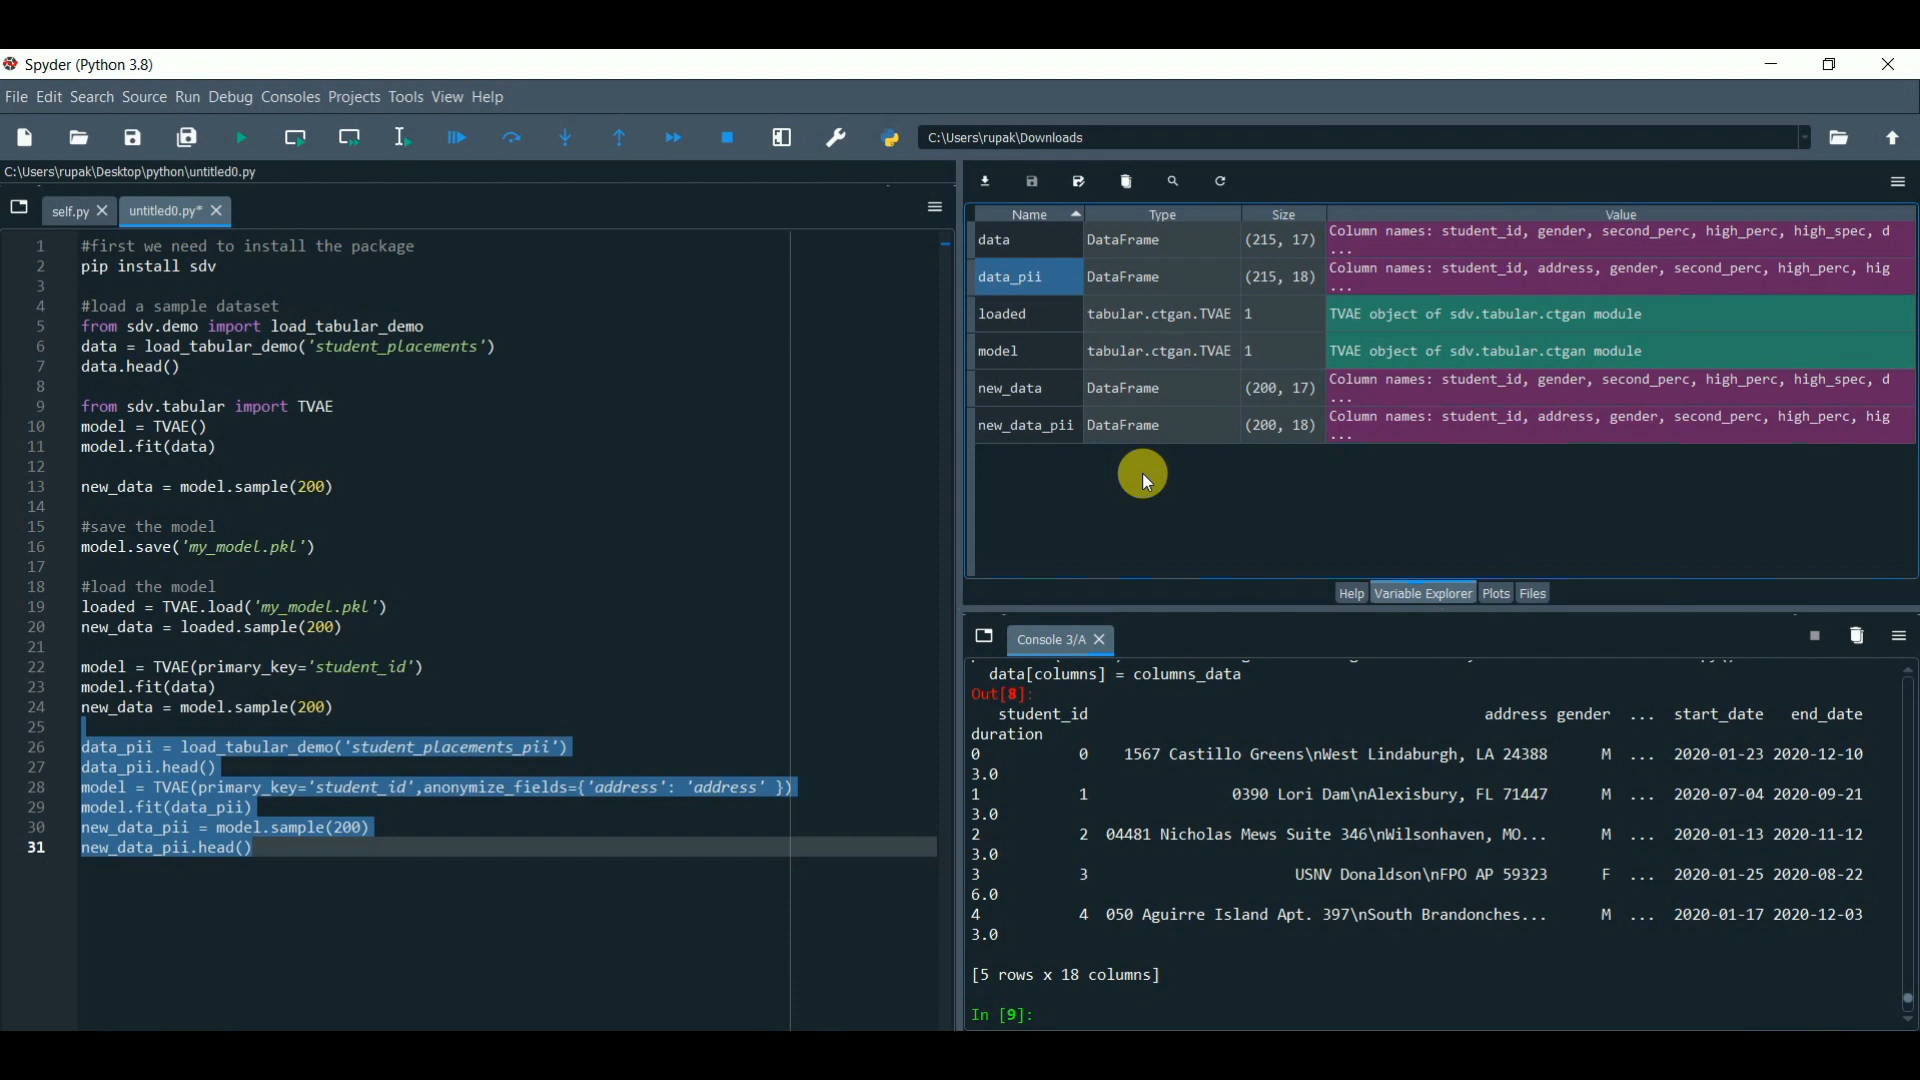 Spyder (Python 3.8)
File Edit Search Source Run Debug Consoles Projects Tools View Help
C:\Users\rupak\Downloads
C:\Users\rupak\Desktop\python\untitled0.py
self.py
untitled0.py*
1 #first we need to install the package
2 pip install sdv
3
4 #load a sample dataset
5 from sdv.demo import load_tabular_demo
6 data = load_tabular_demo('student_placements')
7 data.head()
8
9 from sdv.tabular import TVAE
10 model = TVAE()
11 model.fit(data)
12
13 new_data = model.sample(200)
14
15 #save the model
16 model.save('my_model.pkl')
17
18 #load the model
19 loaded = TVAE.load('my_model.pkl')
20 new_data = loaded.sample(200)
21
22 model = TVAE(primary_key='student_id')
23 model.fit(data)
24 new_data = model.sample(200)
25
26 data_pii = load_tabular_demo('student_placements_pii')
27 data_pii.head()
28 model = TVAE(primary_key='student_id',anonymize_fields={'address': 'address' })
29 model.fit(data_pii)
30 new_data_pii = model.sample(200)
31 new_data_pii.head()
Name Type Size Value
data DataFrame (215, 17) Column names: student_id, gender, second_perc, high_perc, high_spec, d
...
data_pii DataFrame (215, 18) Column names: student_id, address, gender, second_perc, high_perc, hig
...
loaded tabular.ctgan.TVAE 1 TVAE object of sdv.tabular.ctgan module
model tabular.ctgan.TVAE 1 TVAE object of sdv.tabular.ctgan module
new_data DataFrame (200, 17) Column names: student_id, gender, second_perc, high_perc, high_spec, d
...
new_data_pii DataFrame (200, 18) Column names: student_id, address, gender, second_perc, high_perc, hig
...
Help Variable Explorer Plots Files
Console 3/A
data[columns] = columns_data
Out[8]:
student_id address gender ... start_date end_date
duration
0 0 1567 Castillo Greens\nWest Lindaburgh, LA 24388 M ... 2020-01-23 2020-12-10
3.0
1 1 0390 Lori Dam\nAlexisbury, FL 71447 M ... 2020-07-04 2020-09-21
3.0
2 2 04481 Nicholas Mews Suite 346\nWilsonhaven, MO... M ... 2020-01-13 2020-11-12
3.0
3 3 USNV Donaldson\nFPO AP 59323 F ... 2020-01-25 2020-08-22
6.0
4 4 050 Aguirre Island Apt. 397\nSouth Brandonches... M ... 2020-01-17 2020-12-03
3.0
[5 rows x 18 columns]
In [9]: